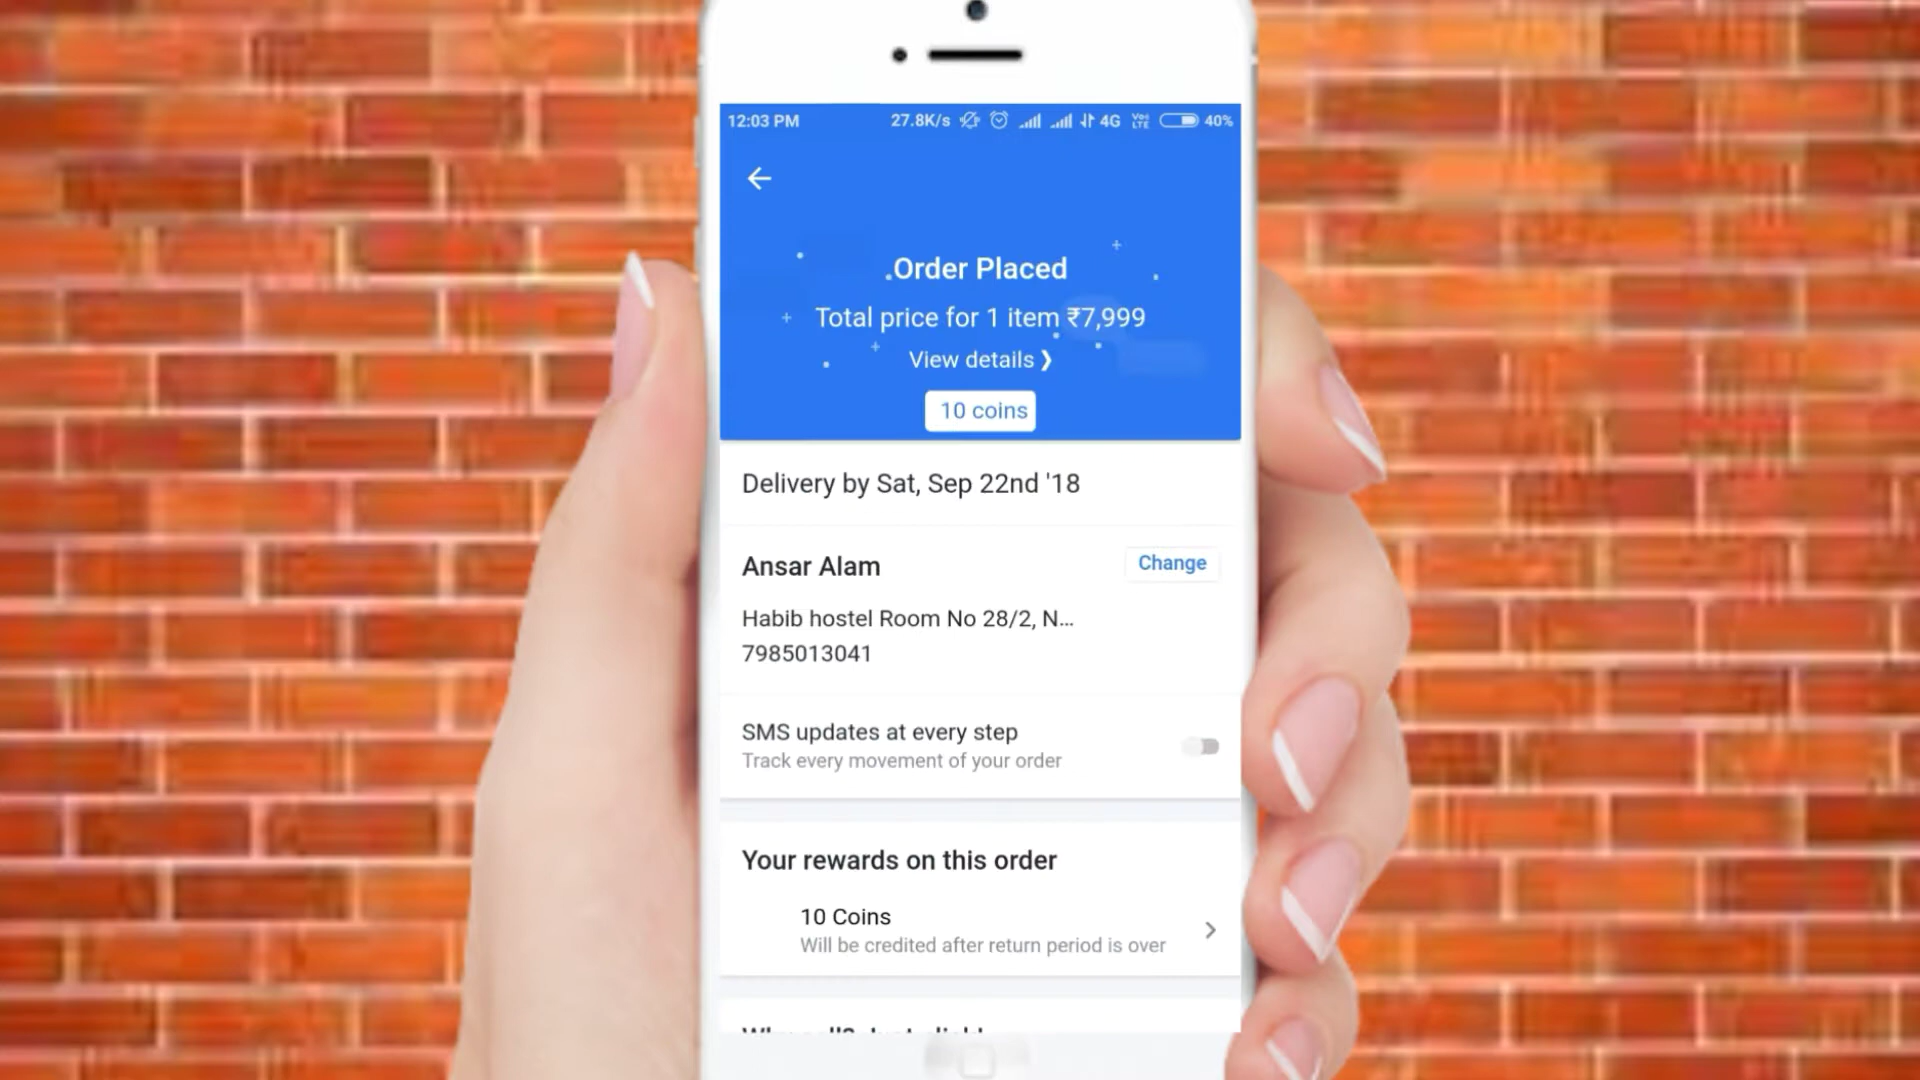 12:03 PM 27.8K/s 4G VoLTE 40%
Order Placed
Total price for 1 item ₹7,999
View details ❯
10 coins
Delivery by Sat, Sep 22nd '18
Ansar Alam
Change
Habib hostel Room No 28/2, N...
7985013041
SMS updates at every step
Track every movement of your order
Your rewards on this order
10 Coins
Will be credited after return period is over